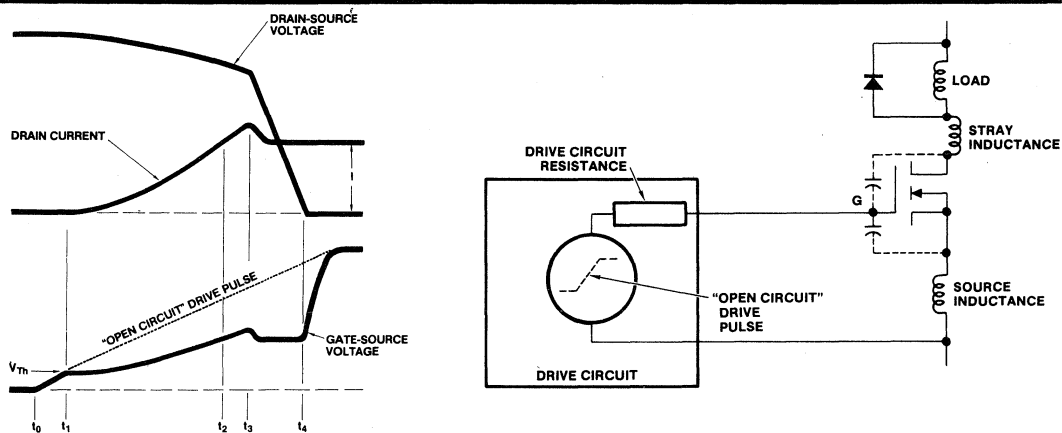 DRAIN-SOURCE
VOLTAGE
DRAIN CURRENT
"OPEN CIRCUIT" DRIVE PULSE
GATE-SOURCE
VOLTAGE
VTh
t0
t1
t2
t3
t4
LOAD
STRAY
INDUCTANCE
DRIVE CIRCUIT
RESISTANCE
G
"OPEN CIRCUIT"
DRIVE
PULSE
SOURCE
INDUCTANCE
DRIVE CIRCUIT